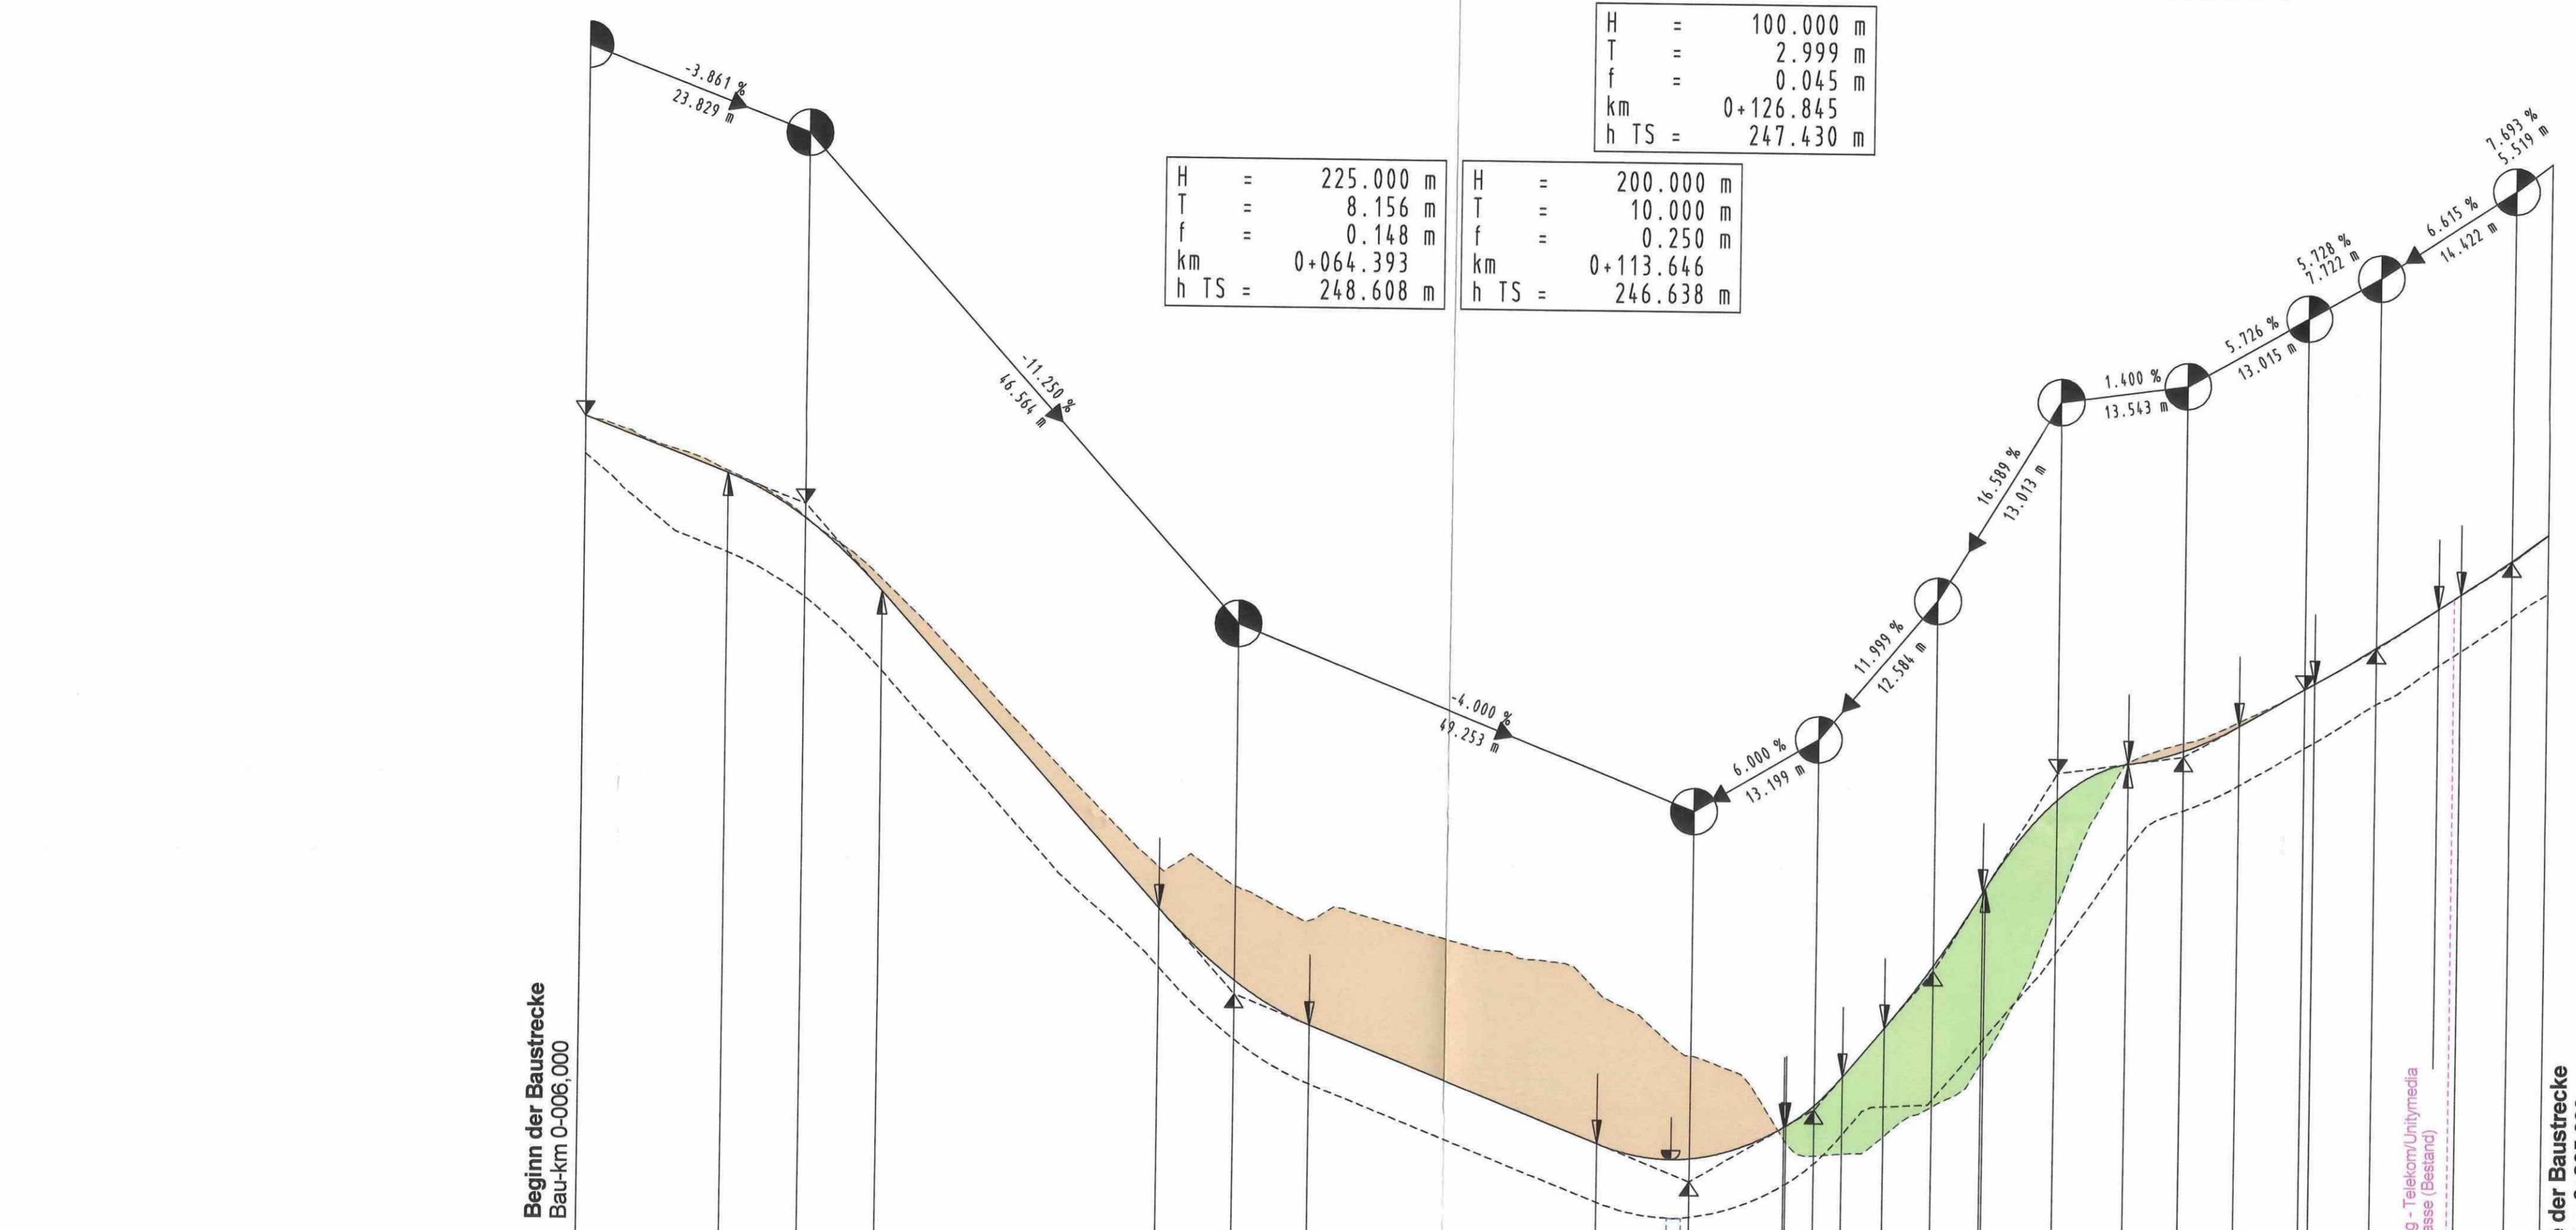 H = 100.000 m
T = 2.999 m
f = 0.045 m
km 0+126.845
h TS = 247.430 m
H = 225.000 m
T = 8.156 m
f = 0.148 m
km 0+064.393
h TS = 248.608 m
H = 200.000 m
T = 10.000 m
f = 0.250 m
km 0+113.646
h TS = 246.638 m
-3.861 %
23.829 m
-11.250 %
46.564 m
-4.000 %
49.253 m
6.000 %
13.199 m
11.999 %
12.584 m
16.589 %
13.013 m
1.400 %
13.543 m
5.726 %
13.015 m
5.728 %
7.722 m
6.615 %
14.422 m
7.693 %
5.519 m
Beginn der Baustrecke
Bau-km 0-006,000
g - Telekom/Unitymedia
asse (Bestand)
der Baustrecke